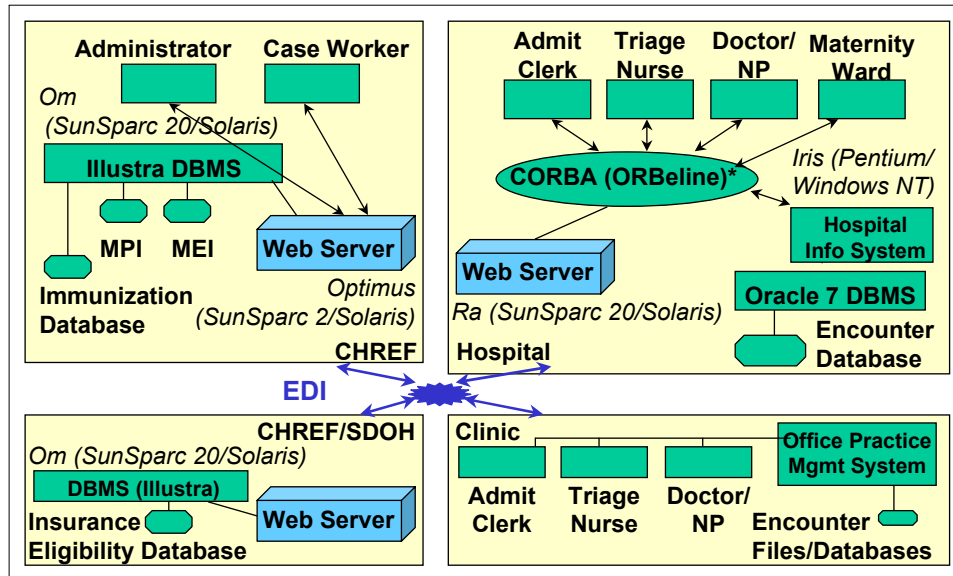 Administrator
Case Worker
Om
(SunSparc 20/Solaris)
Illustra DBMS
MPI
MEI
Web Server
Immunization
Database
Optimus
(SunSparc 2/Solaris)
CHREF
Admit
Clerk
Triage
Nurse
Doctor/
NP
Maternity
Ward
CORBA (ORBeline)*
Iris (Pentium/
Windows NT)
Hospital
Info System
Web Server
Ra (SunSparc 20/Solaris)
Oracle 7 DBMS
Encounter
Database
Hospital
EDI
CHREF/SDOH
Om (SunSparc 20/Solaris)
DBMS (Illustra)
Insurance
Eligibility Database
Web Server
Clinic
Office Practice
Mgmt System
Admit
Clerk
Triage
Nurse
Doctor/
NP
Encounter
Files/Databases